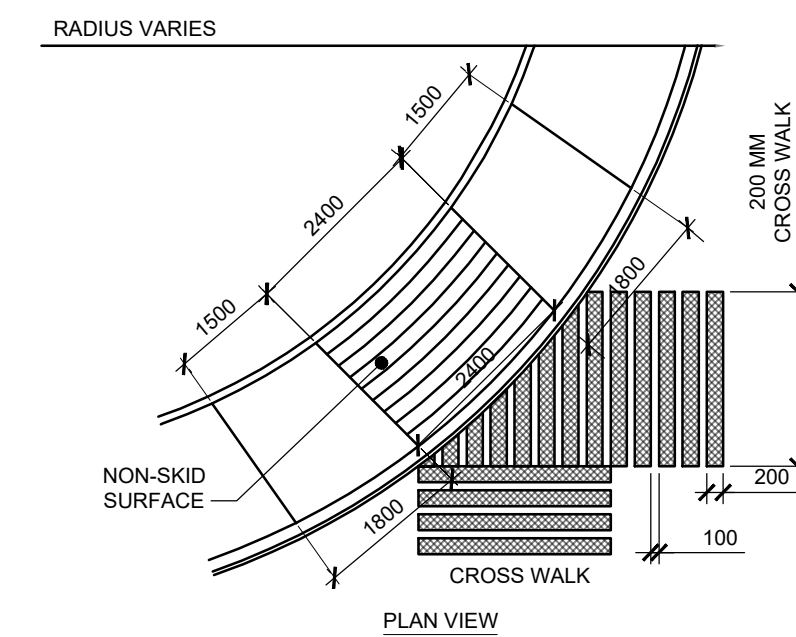 RADIUS VARIES
1500
2400
1500
200 MM
CROSS WALK
1800
2400
NON-SKID
SURFACE
1800
200
100
CROSS WALK
PLAN VIEW